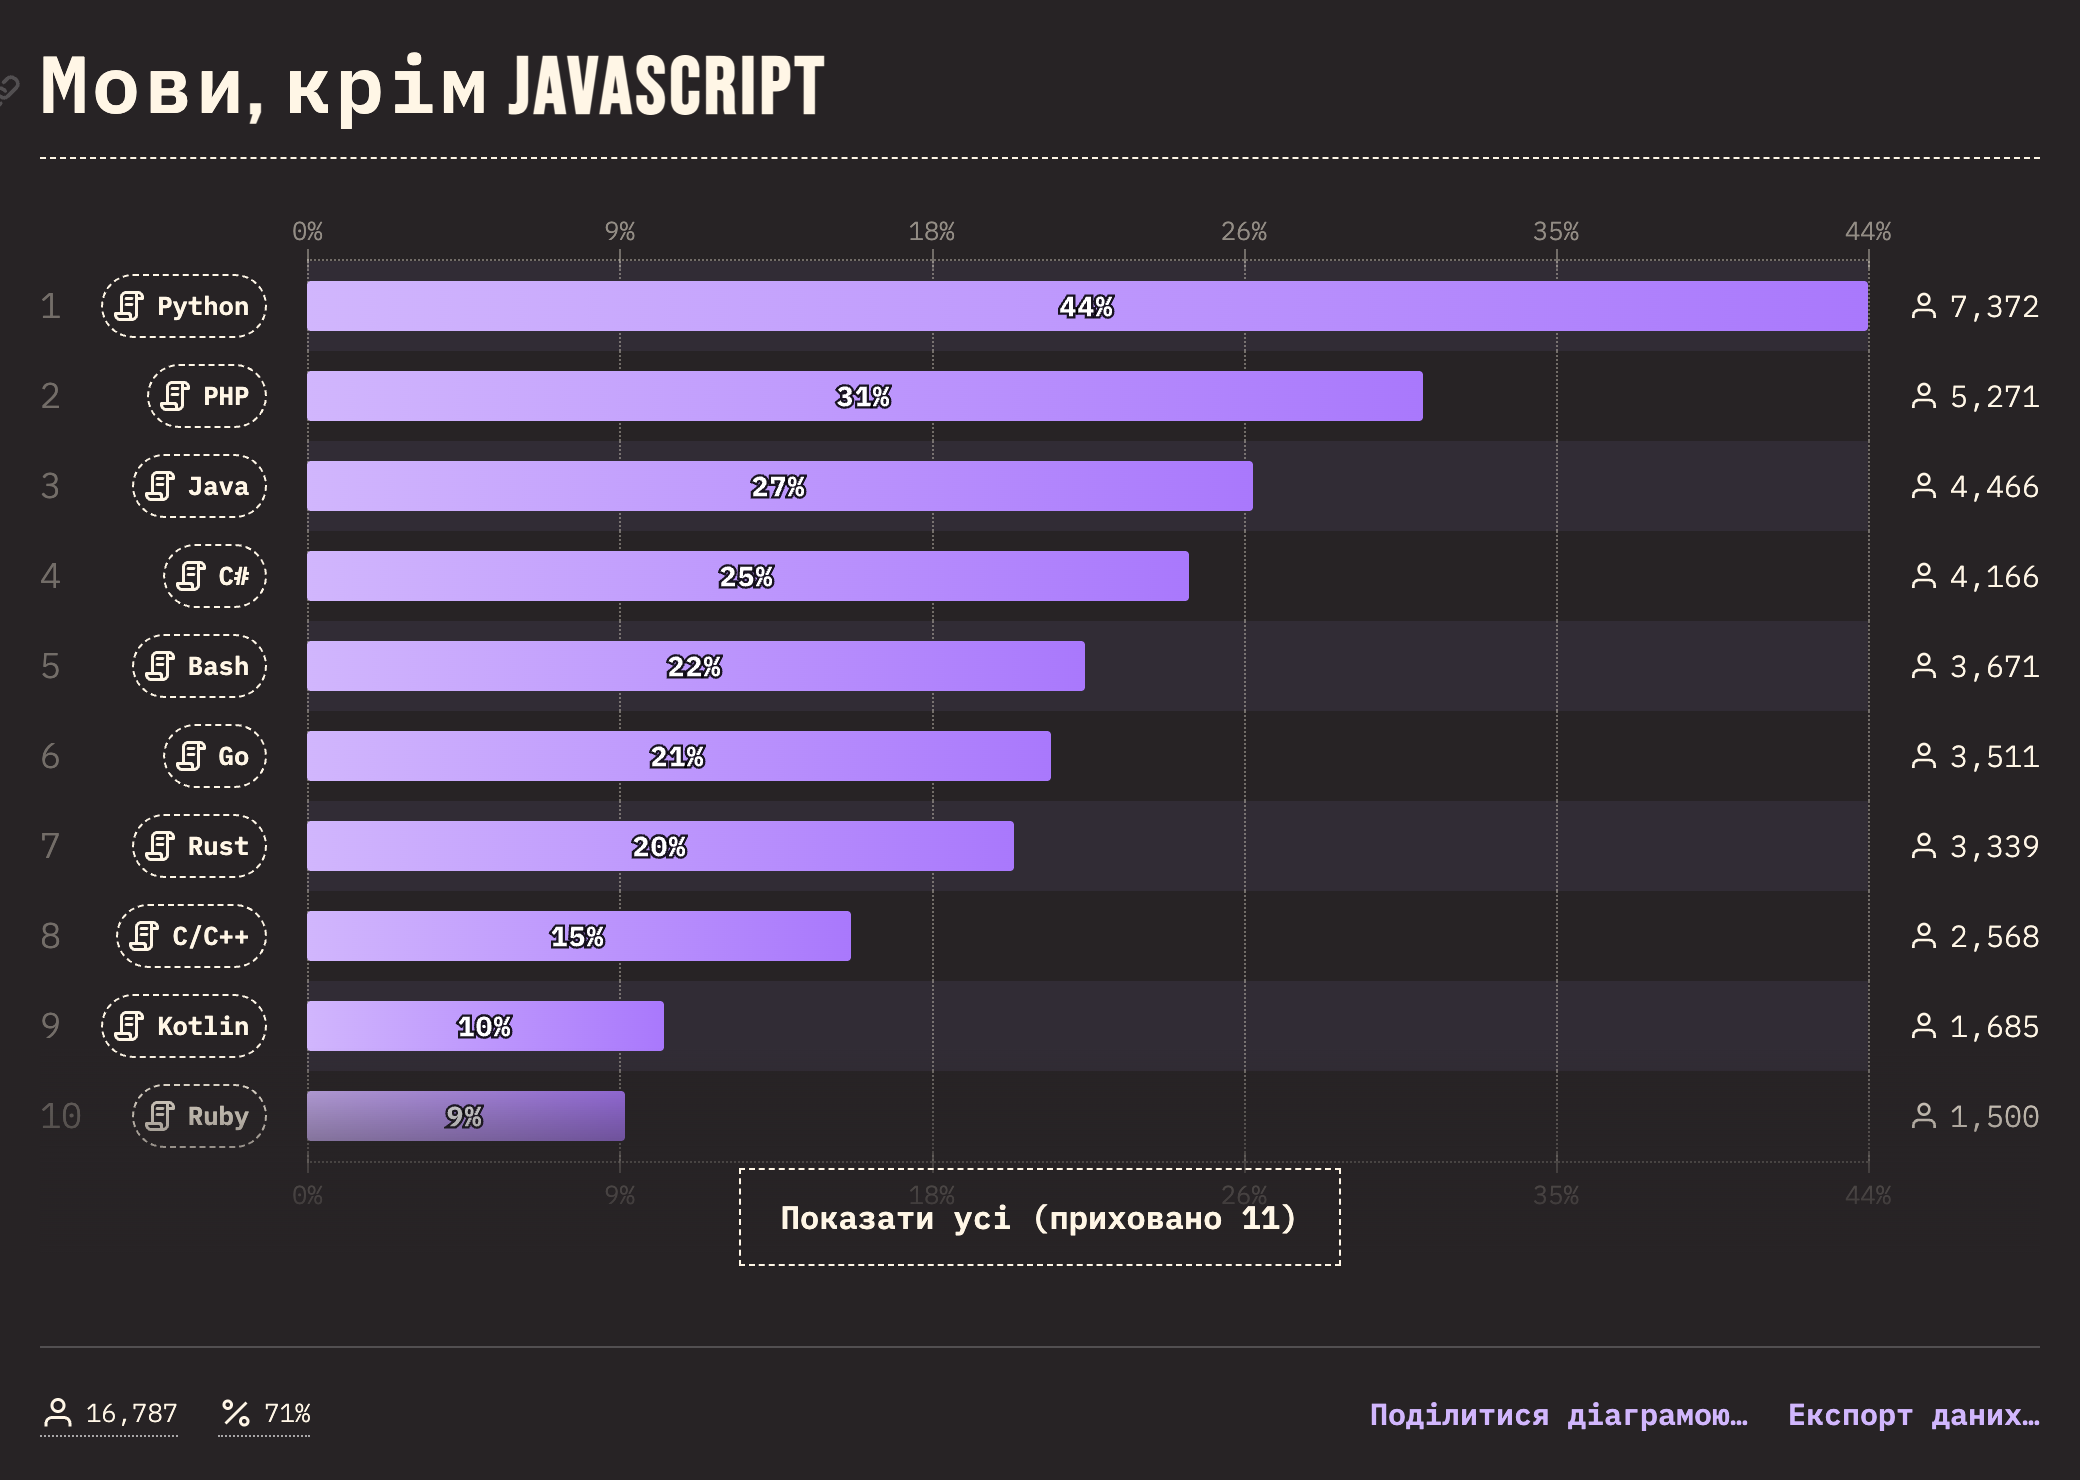 Мови, крім JAVASCRIPT
0% 9% 18% 26% 35% 44%
1 Python 44% 7,372
2 PHP 31% 5,271
3 Java 27% 4,466
4 C# 25% 4,166
5 Bash 22% 3,671
6 Go 21% 3,511
7 Rust 20% 3,339
8 C/C++ 15% 2,568
9 Kotlin 10% 1,685
10 Ruby 9% 1,500
0% 9% 18% 26% 35% 44%
Показати усі (приховано 11)
16,787 71% Поділитися діаграмою… Експорт даних…